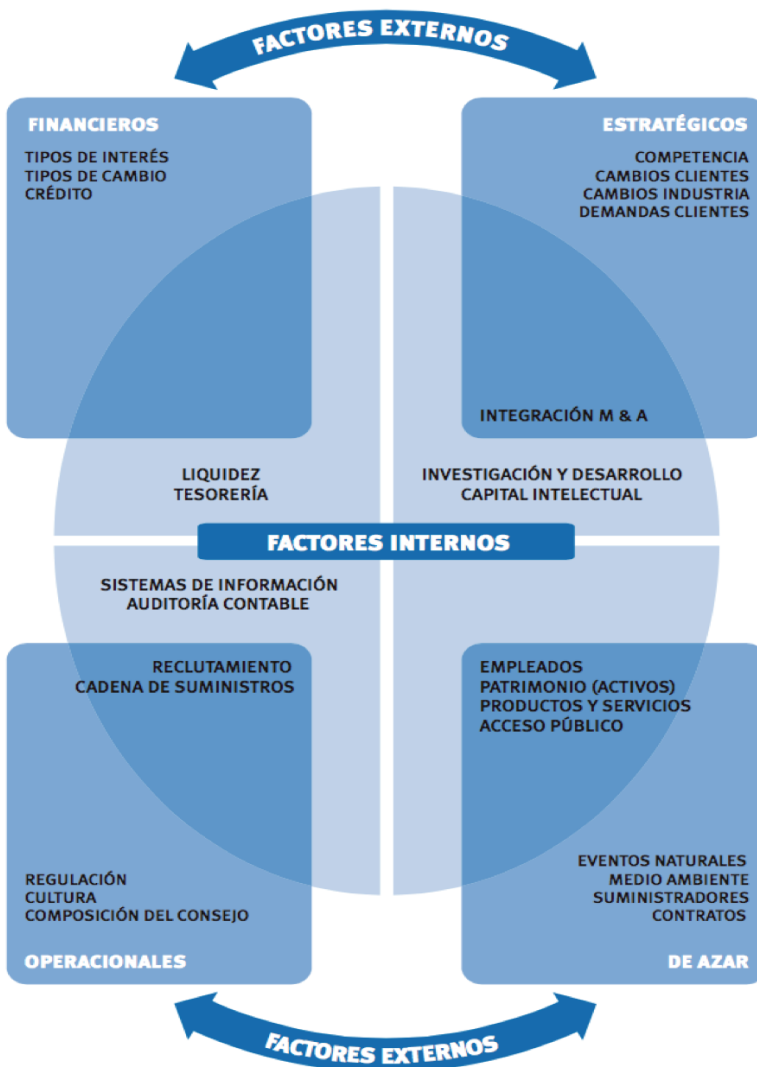 FACTORES EXTERNOS
FINANCIEROS
TIPOS DE INTERÉS
TIPOS DE CAMBIO
CRÉDITO
ESTRATÉGICOS
COMPETENCIA
CAMBIOS CLIENTES
CAMBIOS INDUSTRIA
DEMANDAS CLIENTES
INTEGRACIÓN M & A
LIQUIDEZ
TESORERÍA
INVESTIGACIÓN Y DESARROLLO
CAPITAL INTELECTUAL
FACTORES INTERNOS
SISTEMAS DE INFORMACIÓN
AUDITORÍA CONTABLE
RECLUTAMIENTO
CADENA DE SUMINISTROS
EMPLEADOS
PATRIMONIO (ACTIVOS)
PRODUCTOS Y SERVICIOS
ACCESO PÚBLICO
REGULACIÓN
CULTURA
COMPOSICIÓN DEL CONSEJO
OPERACIONALES
EVENTOS NATURALES
MEDIO AMBIENTE
SUMINISTRADORES
CONTRATOS
DE AZAR
FACTORES EXTERNOS